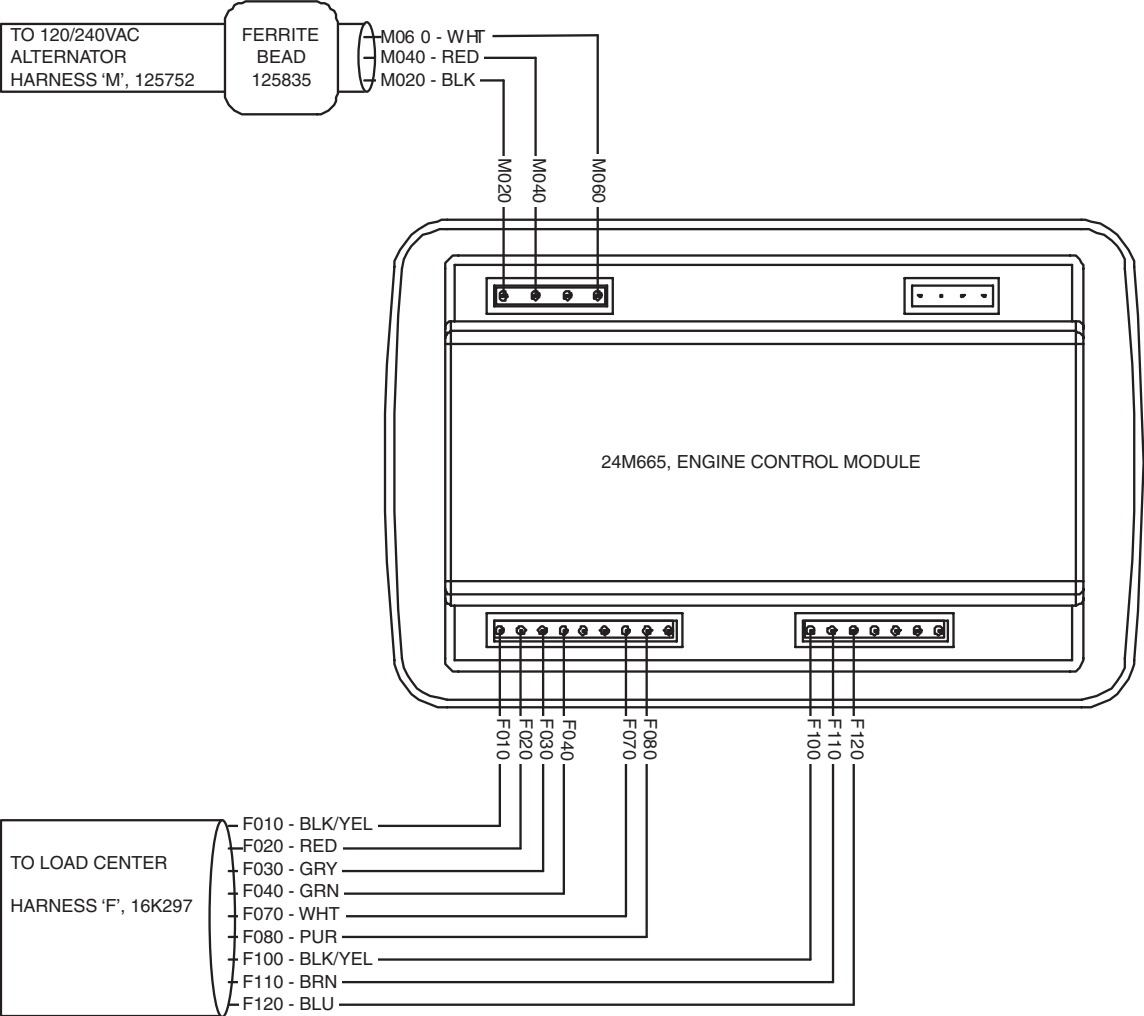 TO 120/240VAC
ALTERNATOR
HARNESS ‘M’, 125752
FERRITE
BEAD
125835
M06 0 - WHT
M040 - RED
M020 - BLK
M020
M040
M060
24M665, ENGINE CONTROL MODULE
F010
F020
F030
F040
F070
F080
F100
F110
F120
TO LOAD CENTER
HARNESS ‘F’, 16K297
F010 - BLK/YEL
F020 - RED
F030 - GRY
F040 - GRN
F070 - WHT
F080 - PUR
F100 - BLK/YEL
F110 - BRN
F120 - BLU